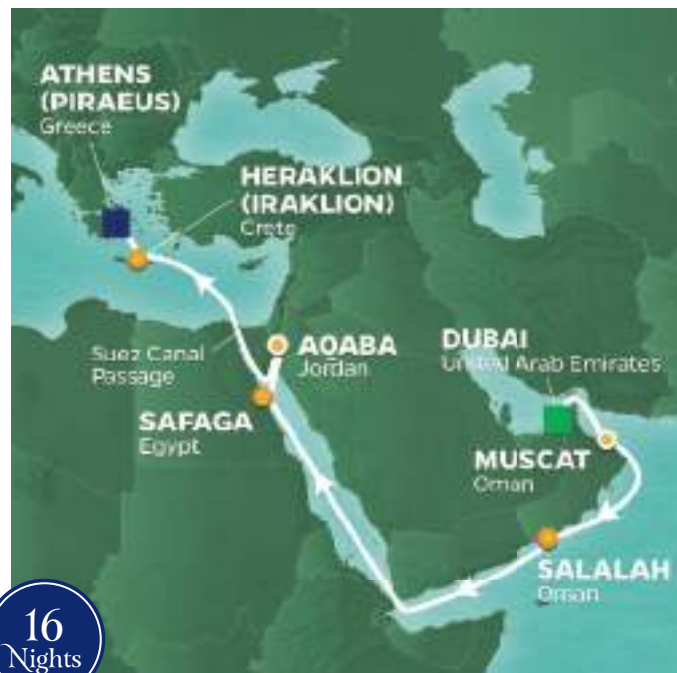 ATHENS
(PIRAEUS)
Greece
HERAKLION
(IRAKLION)
Crete
Suez Canal
Passage
AOABA
Jordan
DUBAI
United Arab Emirates
SAFAGA
Egypt
MUSCAT
Oman
SALALAH
Oman
16
Nights